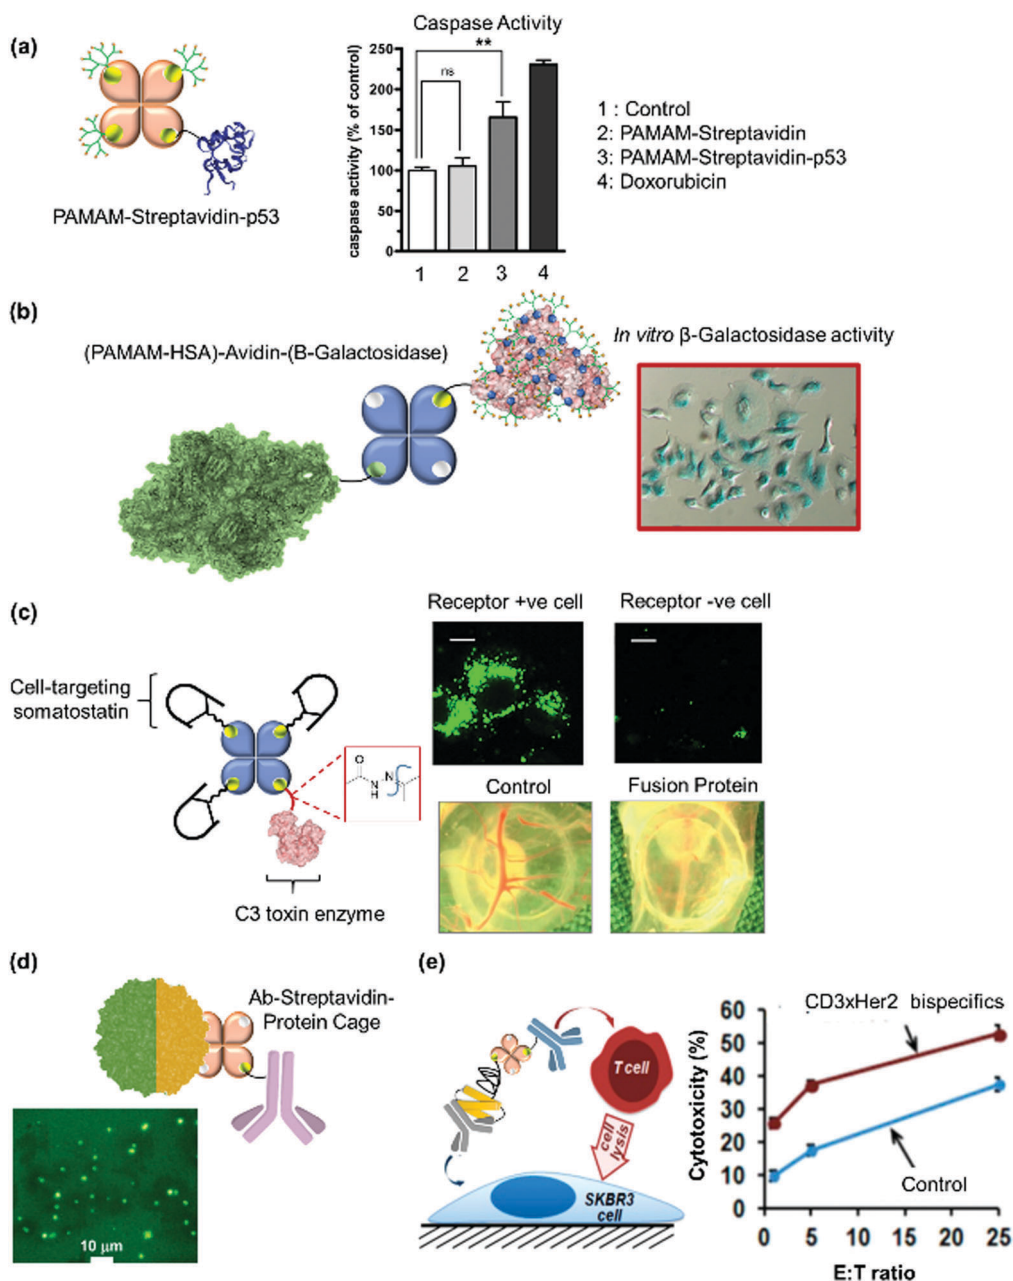 (a)
PAMAM-Streptavidin-p53
Caspase Activity
caspase activity (% of control)
250
200
150
100
50
0
ns
**
1
2
3
4
1 : Control
2: PAMAM-Streptavidin
3: PAMAM-Streptavidin-p53
4: Doxorubicin
(b)
(PAMAM-HSA)-Avidin-(B-Galactosidase)
In vitro β-Galactosidase activity
(c)
Cell-targeting
somatostatin
O
N
H
N
C3 toxin enzyme
Receptor +ve cell
Receptor -ve cell
Control
Fusion Protein
(d)
Ab-Streptavidin-
Protein Cage
10 μm
(e)
T cell
cell
lysis
SKBR3
cell
Cytotoxicity (%)
60
50
40
30
20
10
0
CD3xHer2 bispecifics
Control
0
5
10
15
20
25
E:T ratio